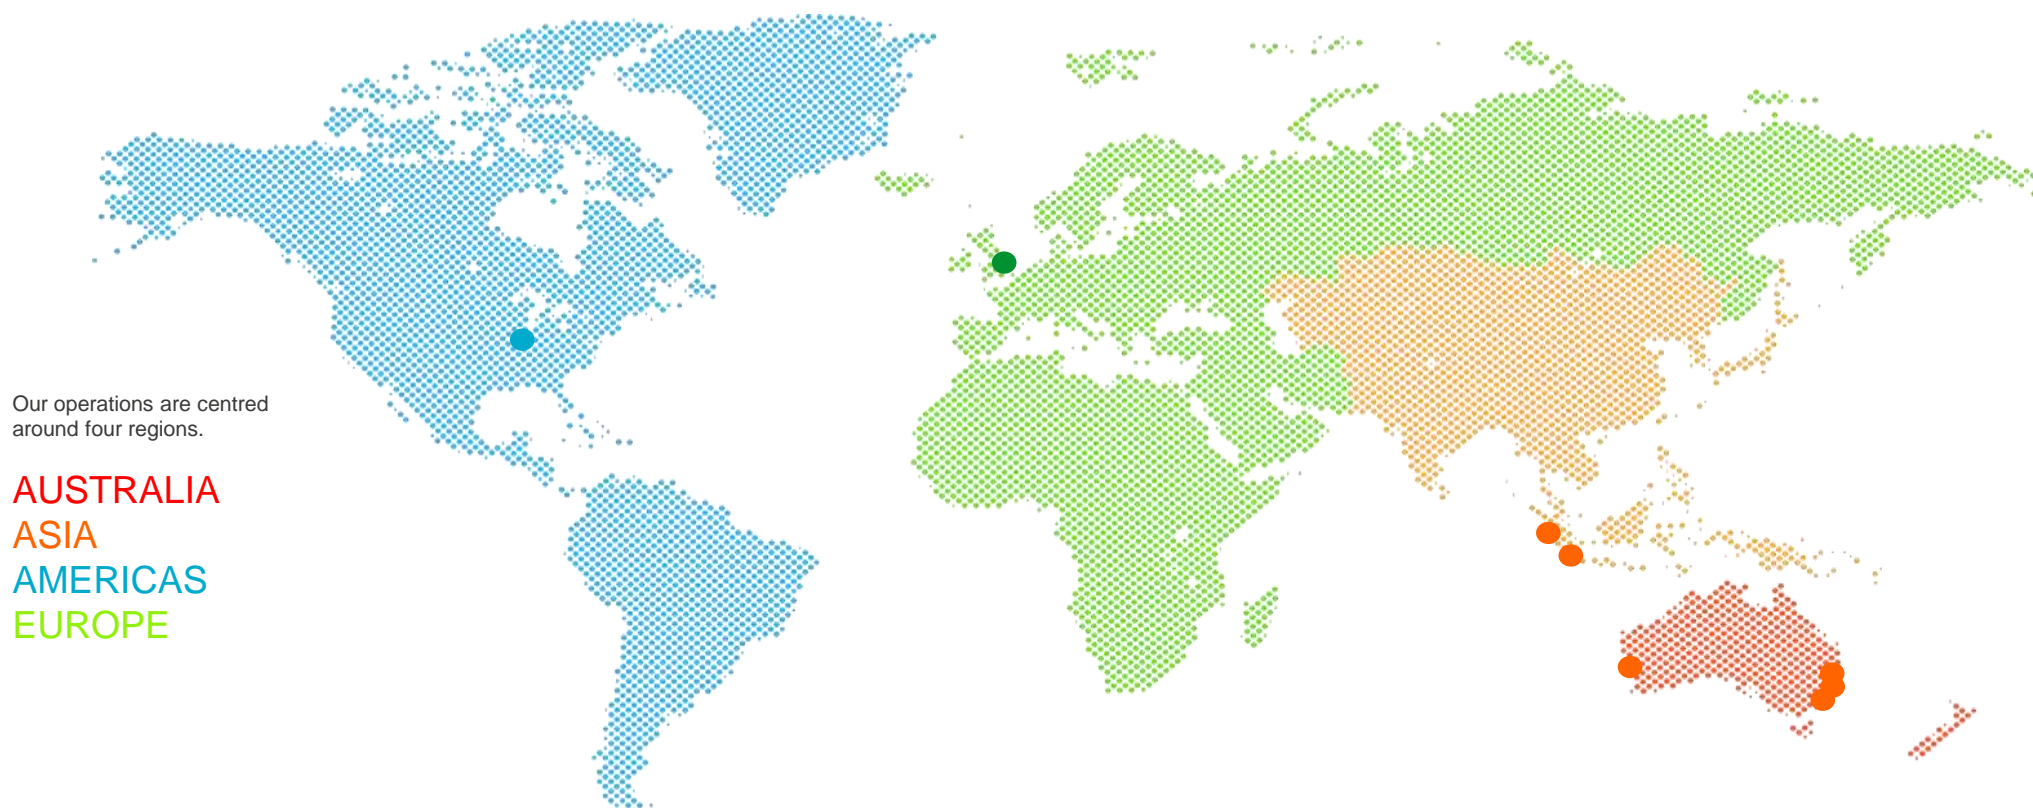 Our operations are centred
around four regions.
AUSTRALIA
ASIA
AMERICAS
EUROPE